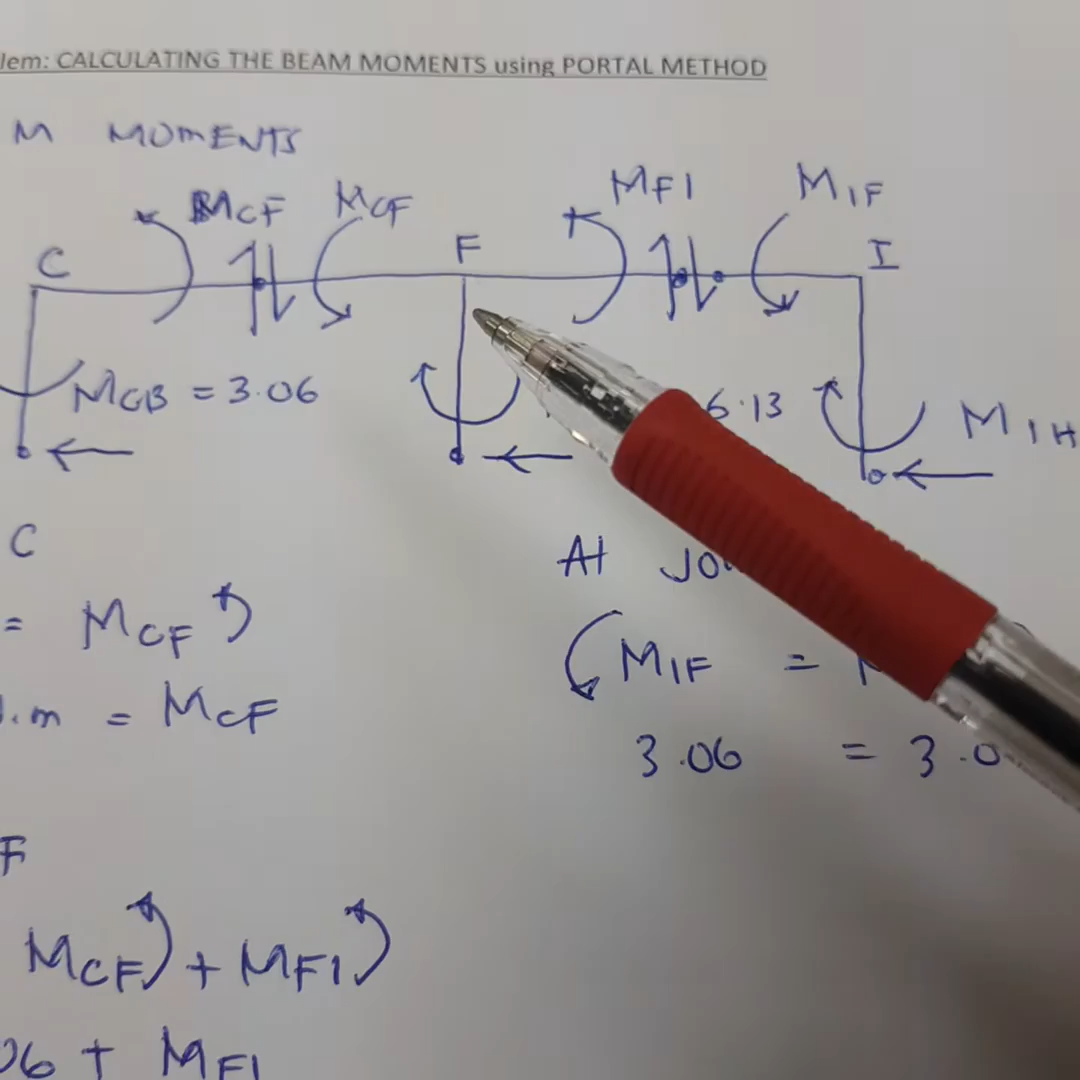 lem: CALCULATING THE BEAM MOMENTS using PORTAL METHOD
M MOMENTS
MCF MCF MFI MIF
C F I
MCB = 3.06 6.13 MIH
C At JO
= MCF MIF =
.m = MCF 3.06 = 3.0
F
MCF + MFI
06 + MFI